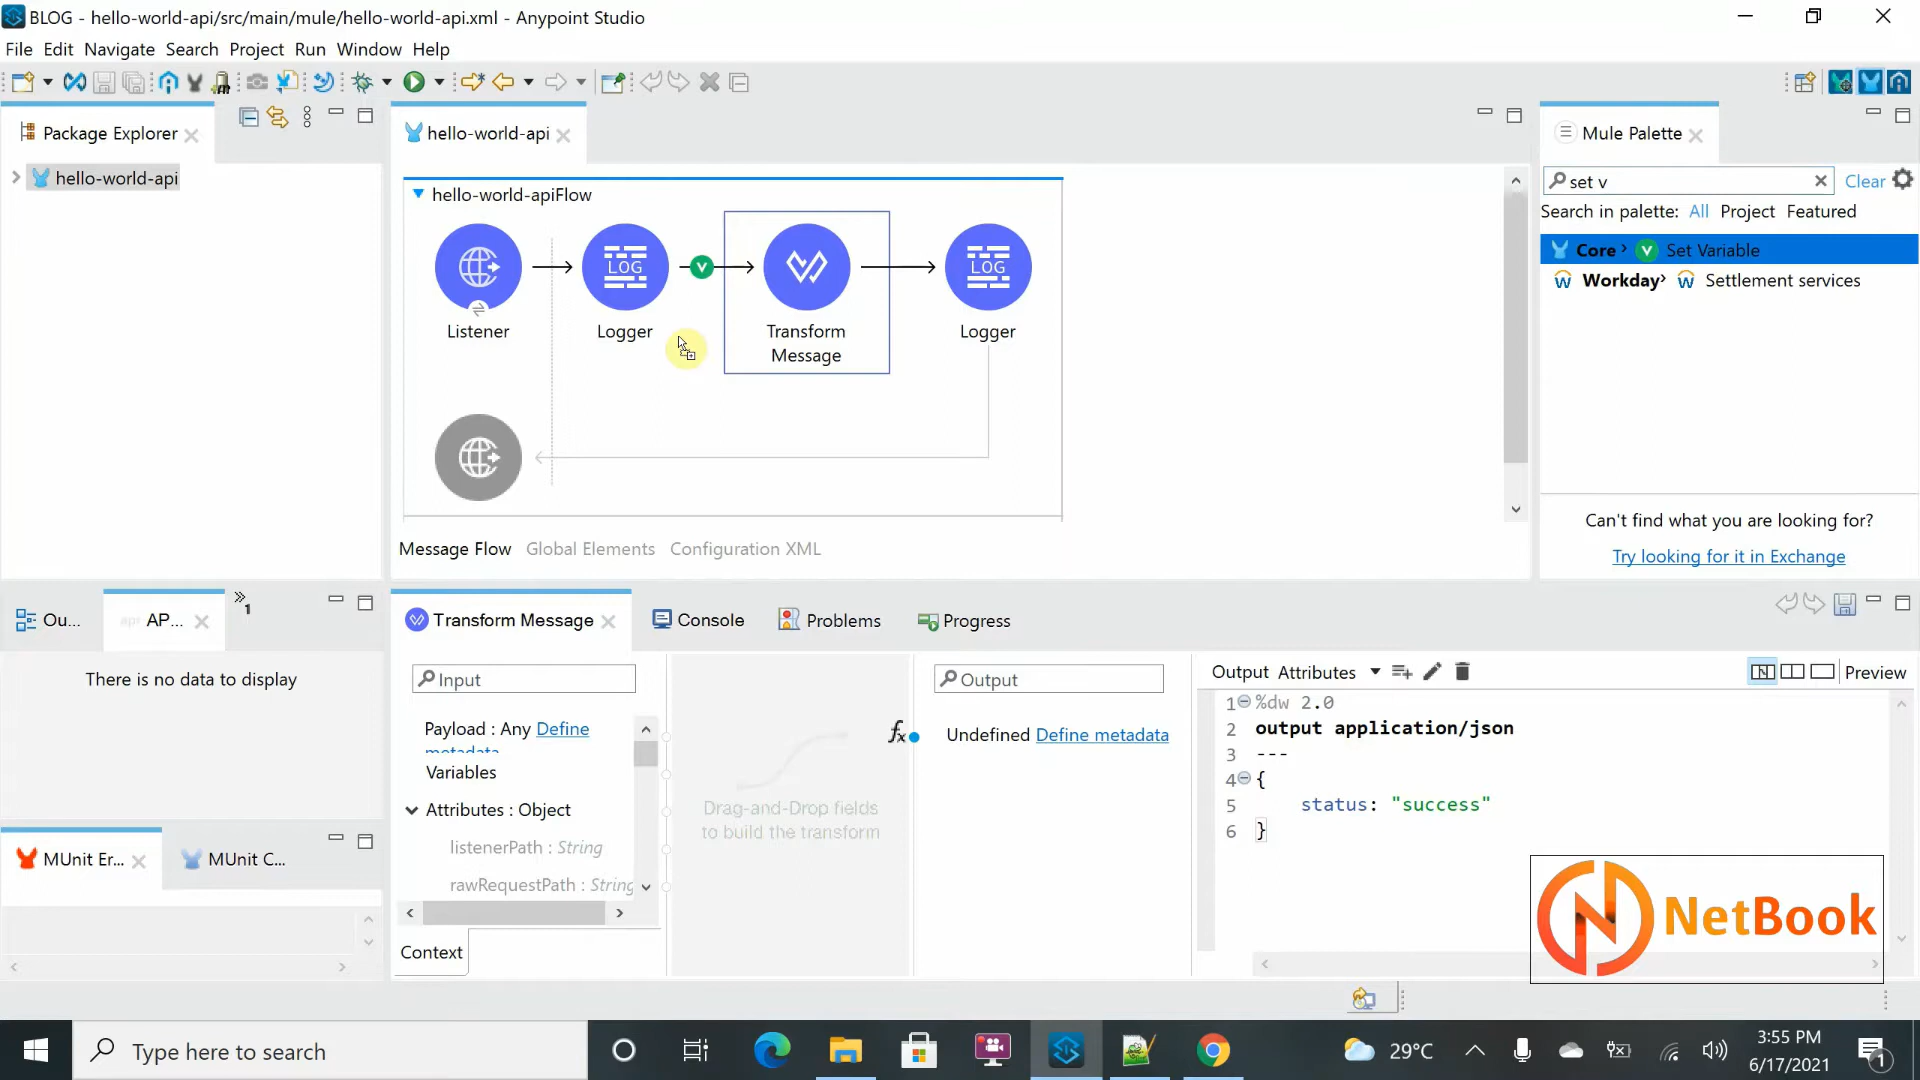 BLOG - hello-world-api/src/main/mule/hello-world-api.xml - Anypoint Studio
File Edit Navigate Search Project Run Window Help
Package Explorer
hello-world-api
hello-world-api
hello-world-apiFlow
LOG
V
LOG
Listener
Logger
Transform
Message
Logger
Message Flow Global Elements Configuration XML
Mule Palette
set v
Clear
Search in palette: All Project Featured
Core > Set Variable
Workday> Settlement services
Can't find what you are looking for?
Try looking for it in Exchange
Ou...
AP...
»1
There is no data to display
MUnit Er...
MUnit C...
Transform Message
Console
Problems
Progress
Input
Payload : Any Define
metadata
Variables
Attributes : Object
listenerPath : String
rawRequestPath : String
Context
Drag-and-Drop fields
to build the transform
fx
Output
Undefined Define metadata
Output Attributes
Preview
1 %dw 2.0
2 output application/json
3 ---
4 {
5 status: "success"
6 }
NetBook
Type here to search
29°C
3:55 PM
6/17/2021
1